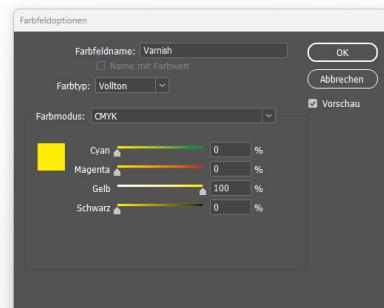 Farbfeldoptionen
Farbfeldname: Varnish
Name mit Farbwert
Farbtyp: Vollton
OK
Abbrechen
Vorschau
Farbmodus: CMYK
Cyan 0 %
Magenta 0 %
Gelb 100 %
Schwarz 0 %